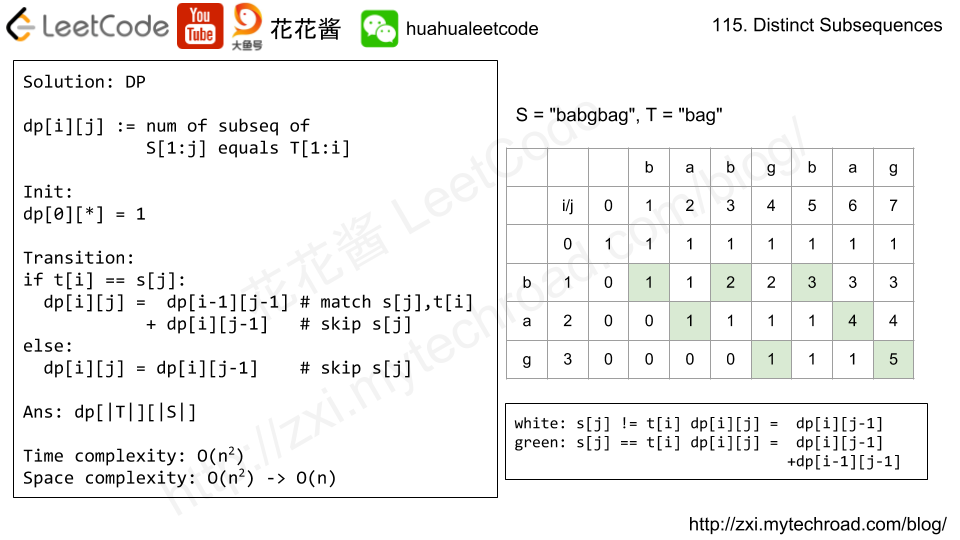 LeetCode
You
Tube
大鱼号
花花酱
huahualeetcode
115. Distinct Subsequences
Solution: DP
dp[i][j] := num of subseq of
S[1:j] equals T[1:i]
Init:
dp[0][*] = 1
Transition:
if t[i] == s[j]:
dp[i][j] = dp[i-1][j-1] # match s[j],t[i]
+ dp[i][j-1] # skip s[j]
else:
dp[i][j] = dp[i][j-1] # skip s[j]
Ans: dp[|T|][|S|]
Time complexity: O(n²)
Space complexity: O(n²) -> O(n)
S = "babgbag", T = "bag"
b a b g b a g
i/j 0 1 2 3 4 5 6 7
0 1 1 1 1 1 1 1 1
b 1 0 1 1 2 2 3 3 3
a 2 0 0 1 1 1 1 4 4
g 3 0 0 0 0 1 1 1 5
white: s[j] != t[i] dp[i][j] = dp[i][j-1]
green: s[j] == t[i] dp[i][j] = dp[i][j-1]
+dp[i-1][j-1]
花花酱 LeetCode
http://zxi.mytechroad.com/blog/
http://zxi.mytechroad.com/blog/